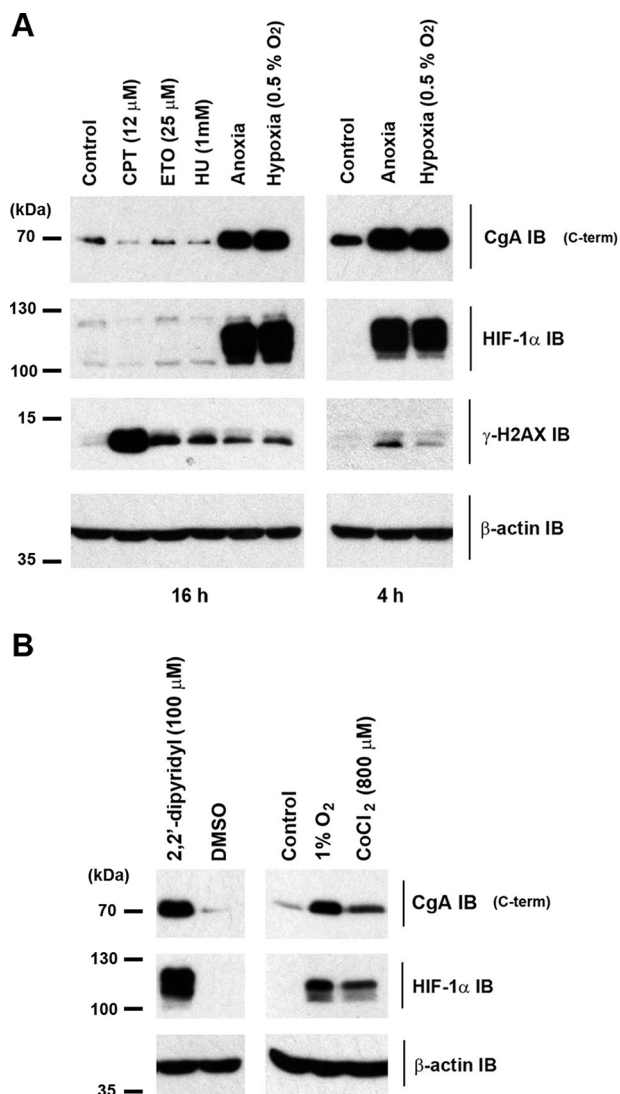 A
Control
CPT (12 μM)
ETO (25 μM)
HU (1mM)
Anoxia
Hypoxia (0.5 % O2)
Control
Anoxia
Hypoxia (0.5 % O2)
(kDa)
70
CgA IB (C-term)
130
HIF-1α IB
100
15
γ-H2AX IB
β-actin IB
35
16 h 4 h
B
2,2'-dipyridyl (100 μM)
DMSO
Control
1% O2
CoCl2 (800 μM)
(kDa)
70
CgA IB (C-term)
130
HIF-1α IB
100
β-actin IB
35